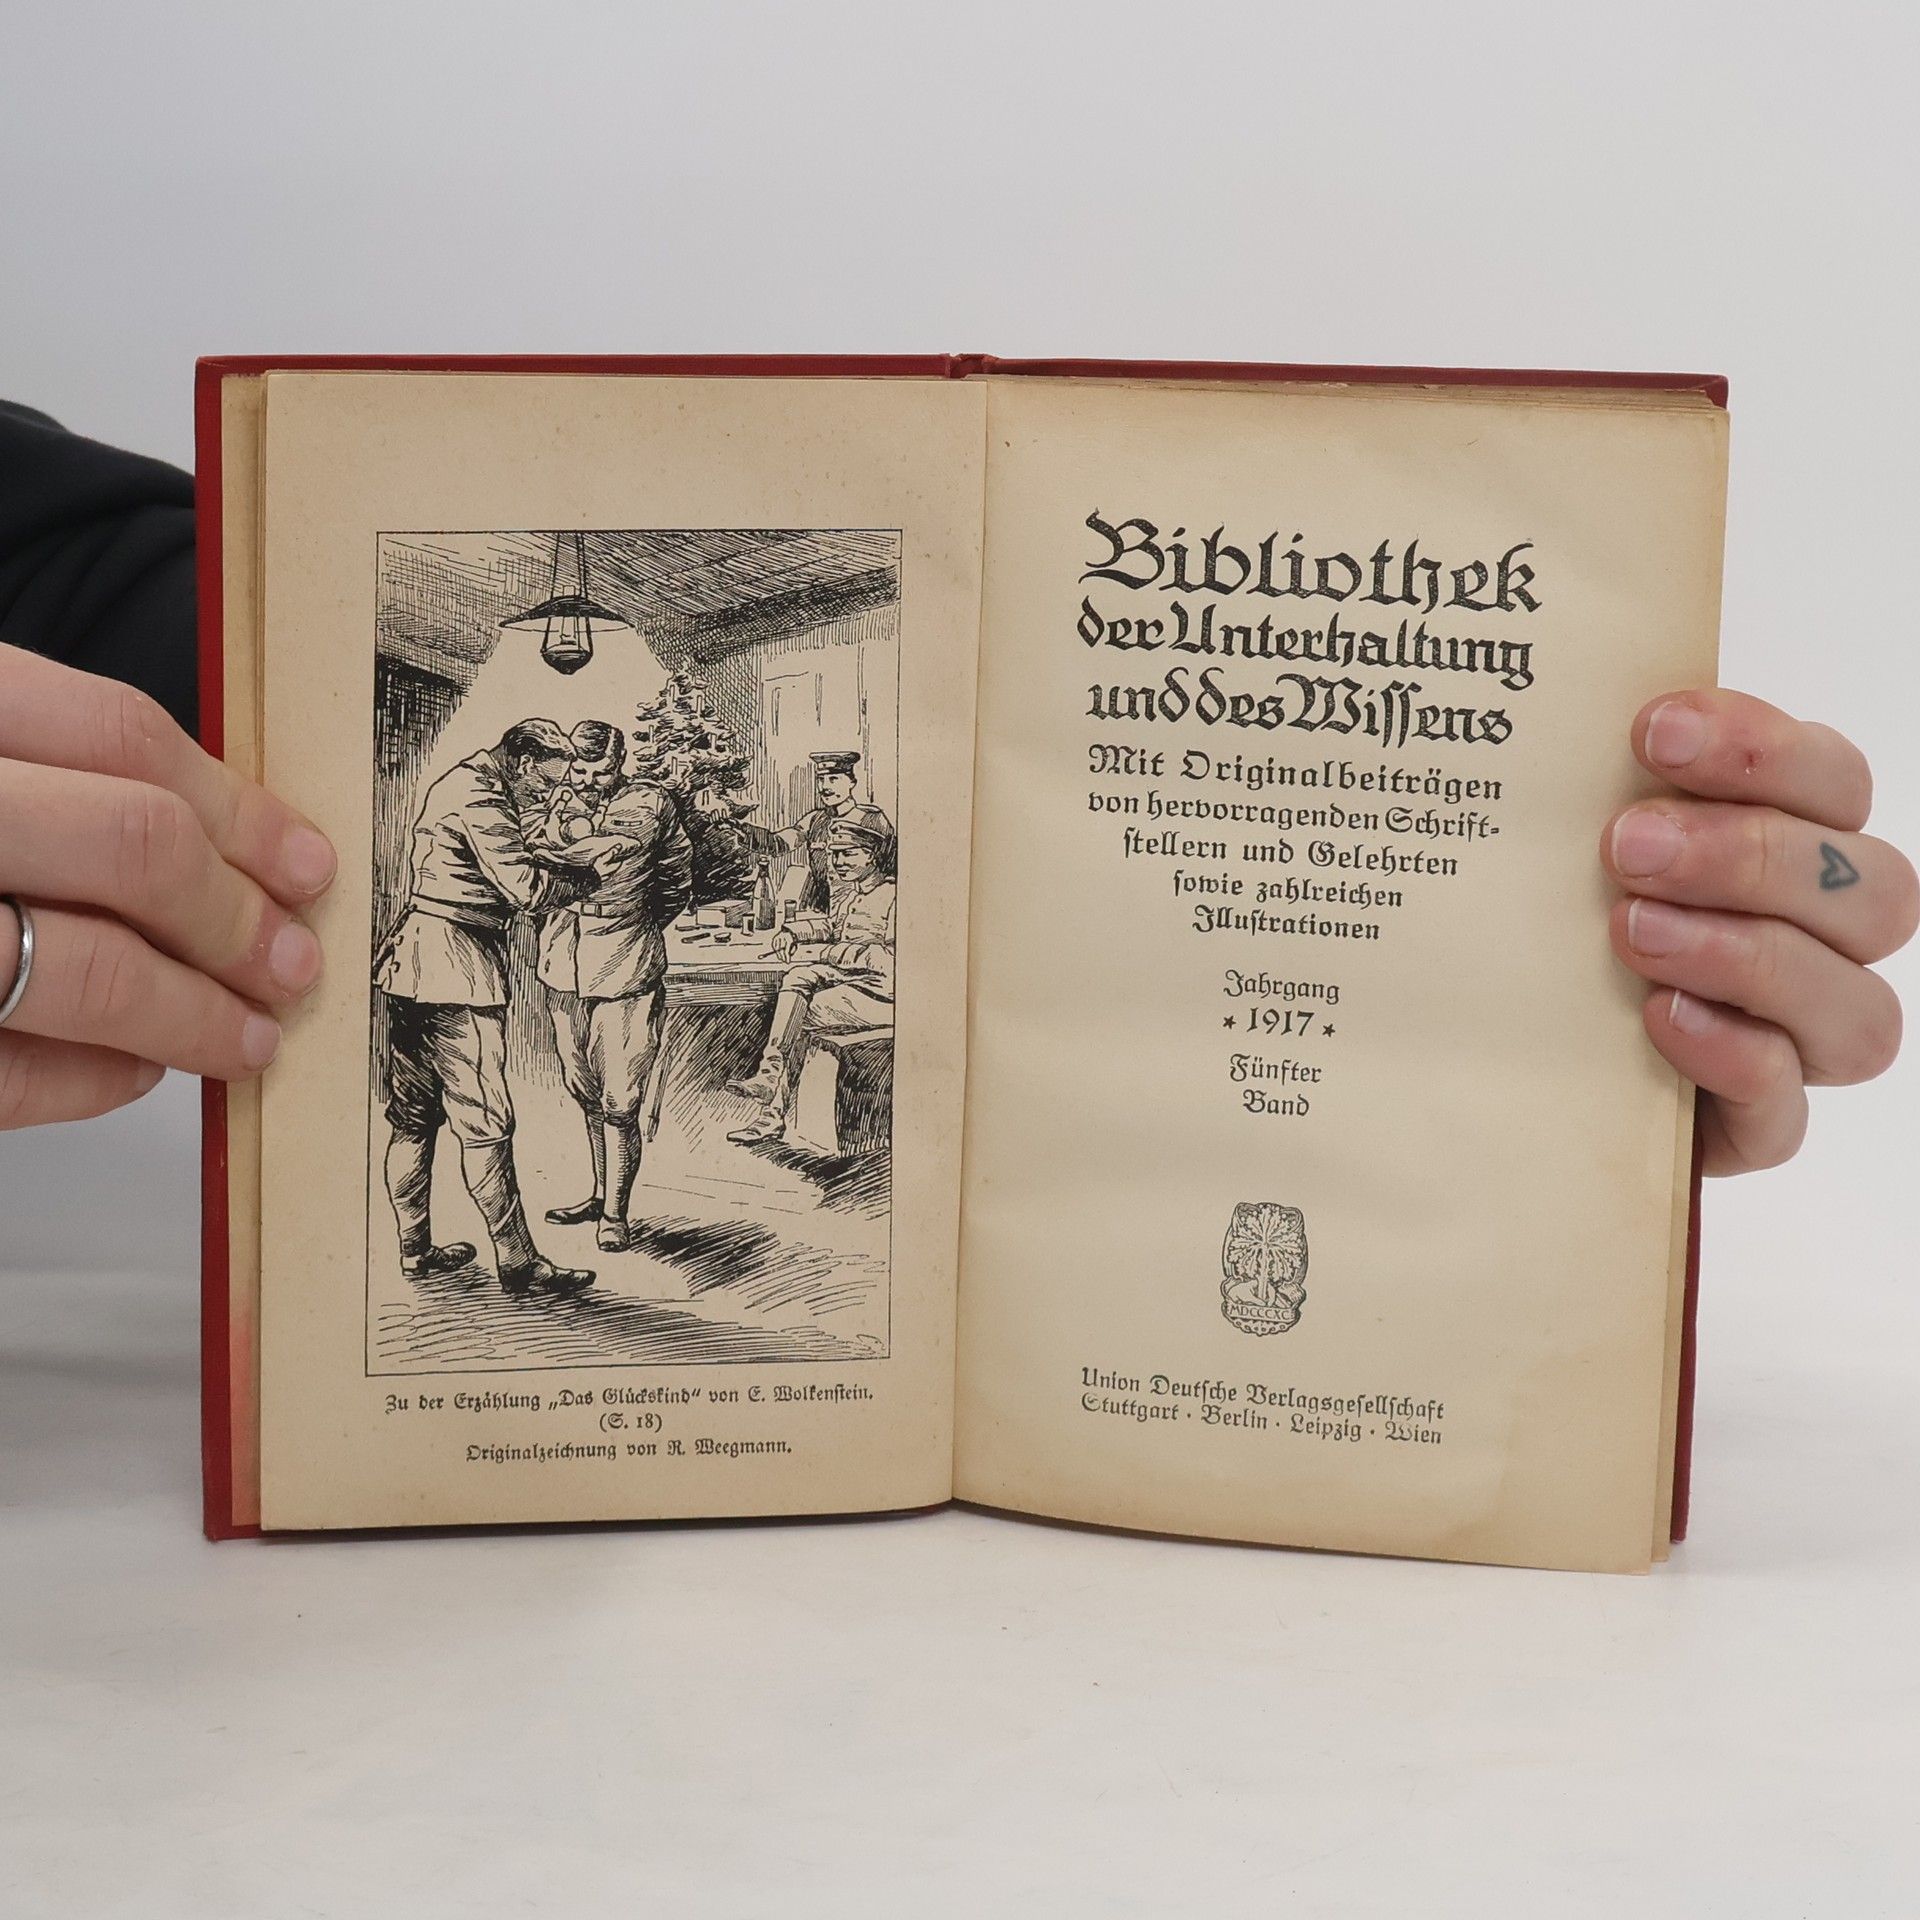 Zu der Erzählung „Das Glückskind“ von E. Wolkenstein.
(S. 18)
Originalzeichnung von R. Weegmann.
Bibliothek
der Unterhaltung
und des Wissens
Mit Originalbeiträgen
von hervorragenden Schrift-
stellern und Gelehrten
sowie zahlreichen
Illustrationen
Jahrgang
* 1917 *
Fünfter
Band
MDCCCXC
Union Deutsche Verlagsgesellschaft
Stuttgart · Berlin · Leipzig · Wien